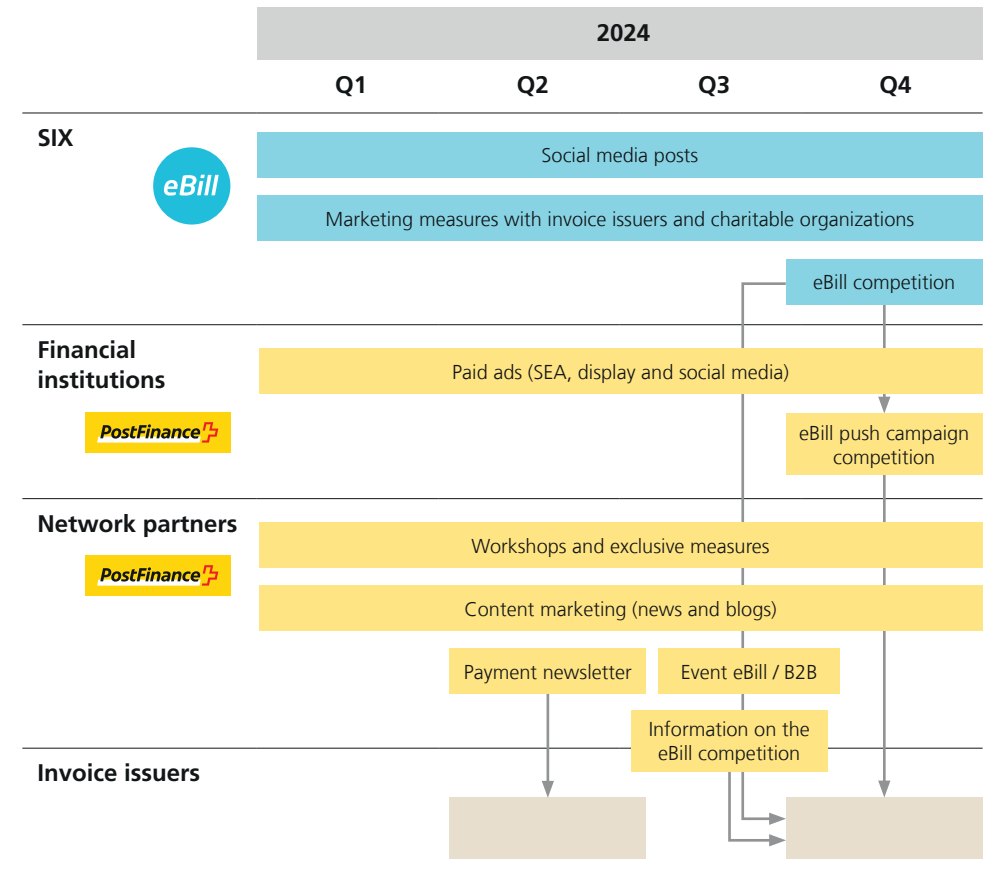 2024
Q1 Q2 Q3 Q4
SIX
eBill
Social media posts
Marketing measures with invoice issuers and charitable organizations
eBill competition
Financial
institutions
PostFinance
Paid ads (SEA, display and social media)
eBill push campaign
competition
Network partners
PostFinance
Workshops and exclusive measures
Content marketing (news and blogs)
Payment newsletter
Event eBill / B2B
Information on the
eBill competition
Invoice issuers